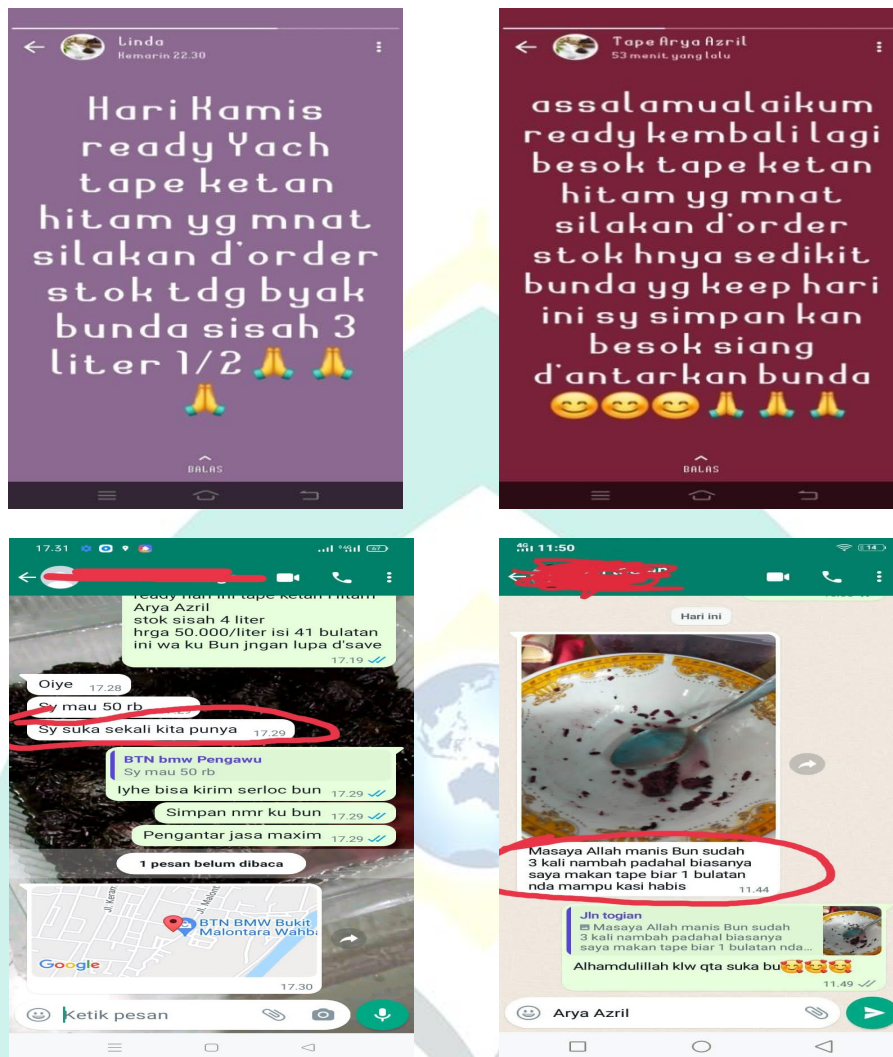 Linda
Kemarin 22.30
Hari Kamis
ready Yach
tape ketan
hitam yg mnat
silakan d'order
stok tdg byak
bunda sisah 3
liter 1/2 🙏 🙏
🙏
BALAS
Tape Arya Azril
53 menit yang lalu
assalamualaikum
ready kembali lagi
besok tape ketan
hitam yg mnat
silakan d'order
stok hnya sedikit
bunda yg keep hari
ini sy simpan kan
besok siang
d'antarkan bunda
😊😊😊🙏 🙏 🙏
BALAS
17.31
67
ready hari ini tape ketan Hitam
Arya Azril
stok sisah 4 liter
hrga 50.000/liter isi 41 bulatan
ini wa ku Bun jngan lupa d'save
17.19
Oiye 17.28
Sy mau 50 rb
Sy suka sekali kita punya 17.29
BTN bmw Pengawu
Sy mau 50 rb
Iyhe bisa kirim serloc bun 17.29
Simpan nmr ku bun 17.29
Pengantar jasa maxim 17.29
1 pesan belum dibaca
Jl. Keran
Jl. Malont
BTN BMW Bukit
Malontara Wahb
Google
17.30
Ketik pesan
4G 11:50
14
Hari ini
Masaya Allah manis Bun sudah
3 kali nambah padahal biasanya
saya makan tape biar 1 bulatan
nda mampu kasi habis 11.44
Jln togian
Masaya Allah manis Bun sudah
3 kali nambah padahal biasanya
saya makan tape biar 1 bulatan nda...
Alhamdulillah klw qta suka bu🥰🥰🥰
11.49
Arya Azril